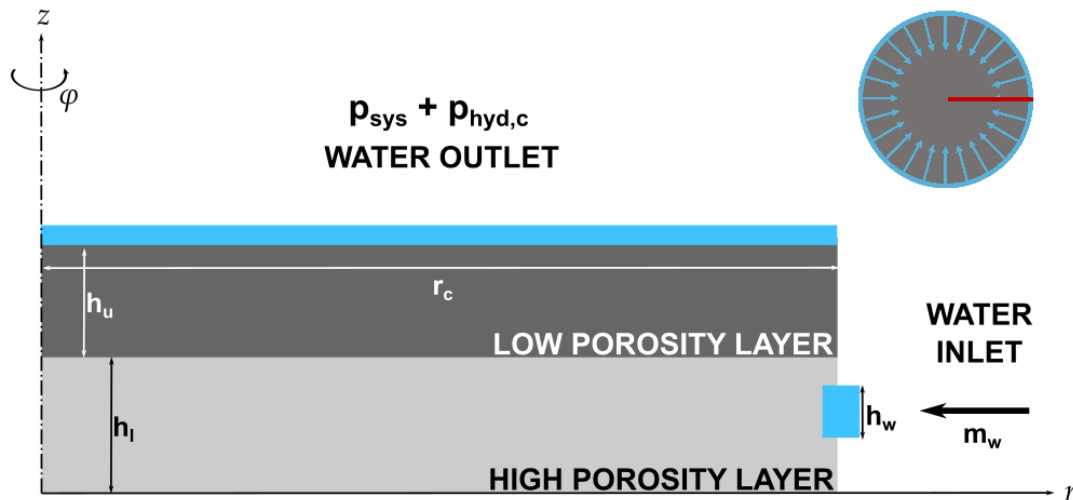 z
φ
p_sys + p_hyd,c
WATER OUTLET
r_c
h_u
LOW POROSITY LAYER
WATER
INLET
h_l
h_w
m_w
HIGH POROSITY LAYER
r